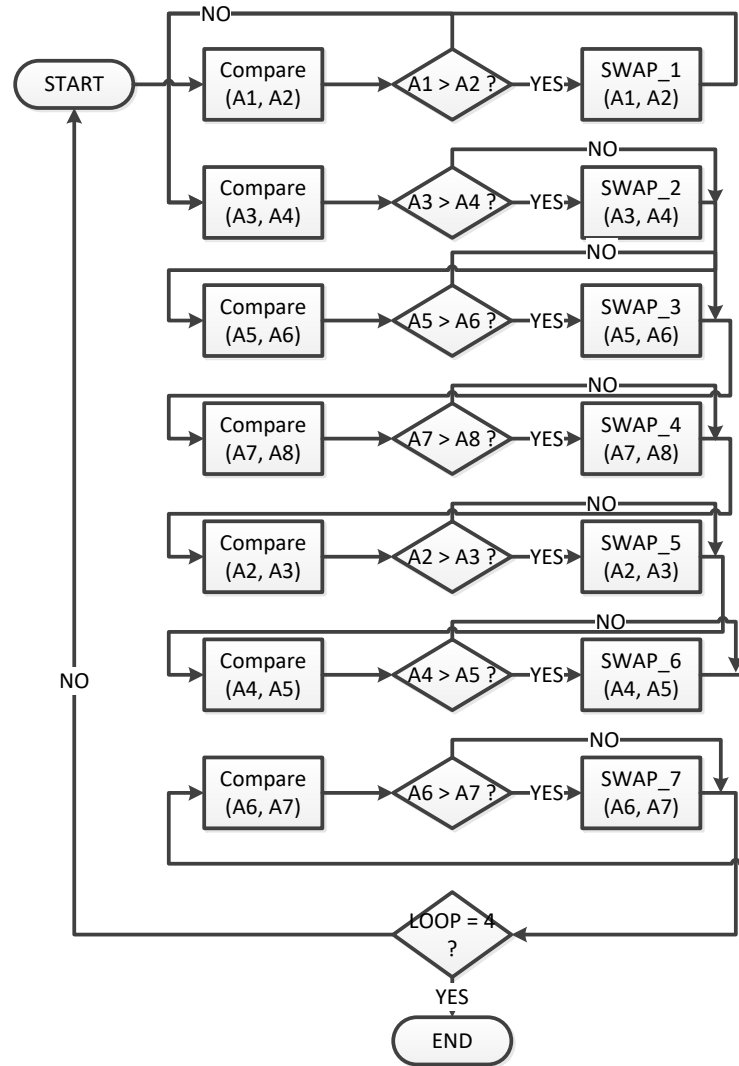 NO
START
Compare
(A1, A2)
A1 > A2 ?
YES
SWAP_1
(A1, A2)
NO
Compare
(A3, A4)
A3 > A4 ?
YES
SWAP_2
(A3, A4)
NO
Compare
(A5, A6)
A5 > A6 ?
YES
SWAP_3
(A5, A6)
NO
Compare
(A7, A8)
A7 > A8 ?
YES
SWAP_4
(A7, A8)
NO
Compare
(A2, A3)
A2 > A3 ?
YES
SWAP_5
(A2, A3)
NO
Compare
(A4, A5)
A4 > A5 ?
YES
SWAP_6
(A4, A5)
NO
NO
Compare
(A6, A7)
A6 > A7 ?
YES
SWAP_7
(A6, A7)
LOOP = 4
?
YES
END